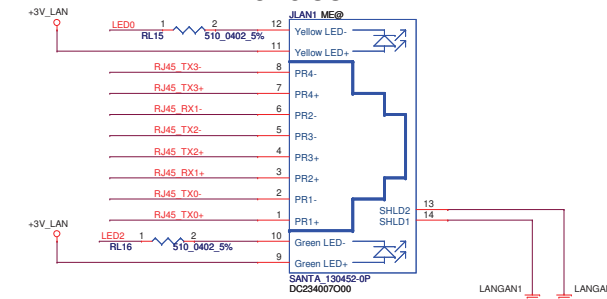 +3V_LAN
JLAN1 ME@
LED0 1 2 12 Yellow LED-
RL15 510_0402_5%
11 Yellow LED+
RJ45_TX3- 8 PR4-
RJ45_TX3+ 7 PR4+
RJ45_RX1- 6 PR2-
RJ45_TX2- 5 PR3-
RJ45_TX2+ 4 PR3+
RJ45_RX1+ 3 PR2+
RJ45_TX0- 2 PR1-
SHLD2 13
RJ45_TX0+ 1 PR1+
SHLD1 14
+3V_LAN
LED2 1 2 10 Green LED-
RL16 510_0402_5%
9 Green LED+
SANTA_130452-0P
DC234007O00
LANGAN1